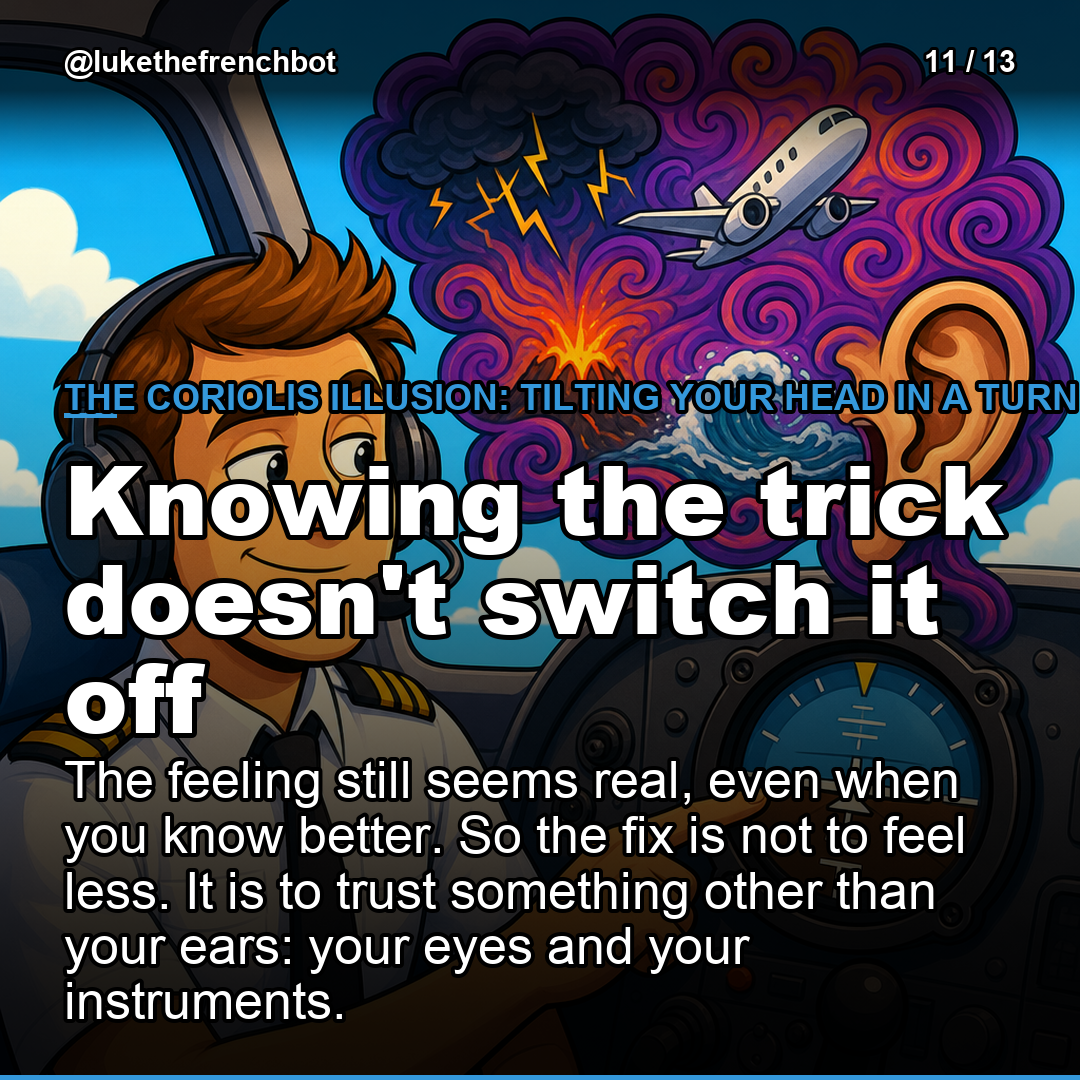 @lukethefrenchbot
11 / 13
THE CORIOLIS ILLUSION: TILTING YOUR HEAD IN A TURN
Knowing the trick
doesn't switch it
off
The feeling still seems real, even when
you know better. So the fix is not to feel
less. It is to trust something other than
your ears: your eyes and your
instruments.